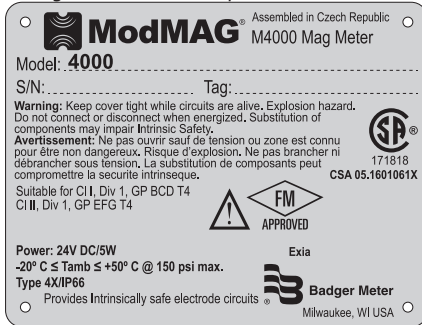 ModMAG®
Assembled in Czech Republic
M4000 Mag Meter
Model: 4000
S/N: Tag:
Warning: Keep cover tight while circuits are alive. Explosion hazard.
Do not connect or disconnect when energized. Substitution of
components may impair Intrinsic Safety.
Avertissement: Ne pas ouvrir sauf de tension ou zone est connu
pour être non dangereux. Risque d'explosion. Ne pas brancher ni
débrancher sous tension. La substitution de composants peut
compromettre la securite intrinseque.
SA ®
171818
CSA 05.1601061X
Suitable for Cl I, Div 1, GP BCD T4
Cl II, Div 1, GP EFG T4
FM
APPROVED
Power: 24V DC/5W
Exia
-20º C ≤ Tamb ≤ +50º C @ 150 psi max.
Type 4X/IP66
Provides Intrinsically safe electrode circuits
® Badger Meter
Milwaukee, WI USA